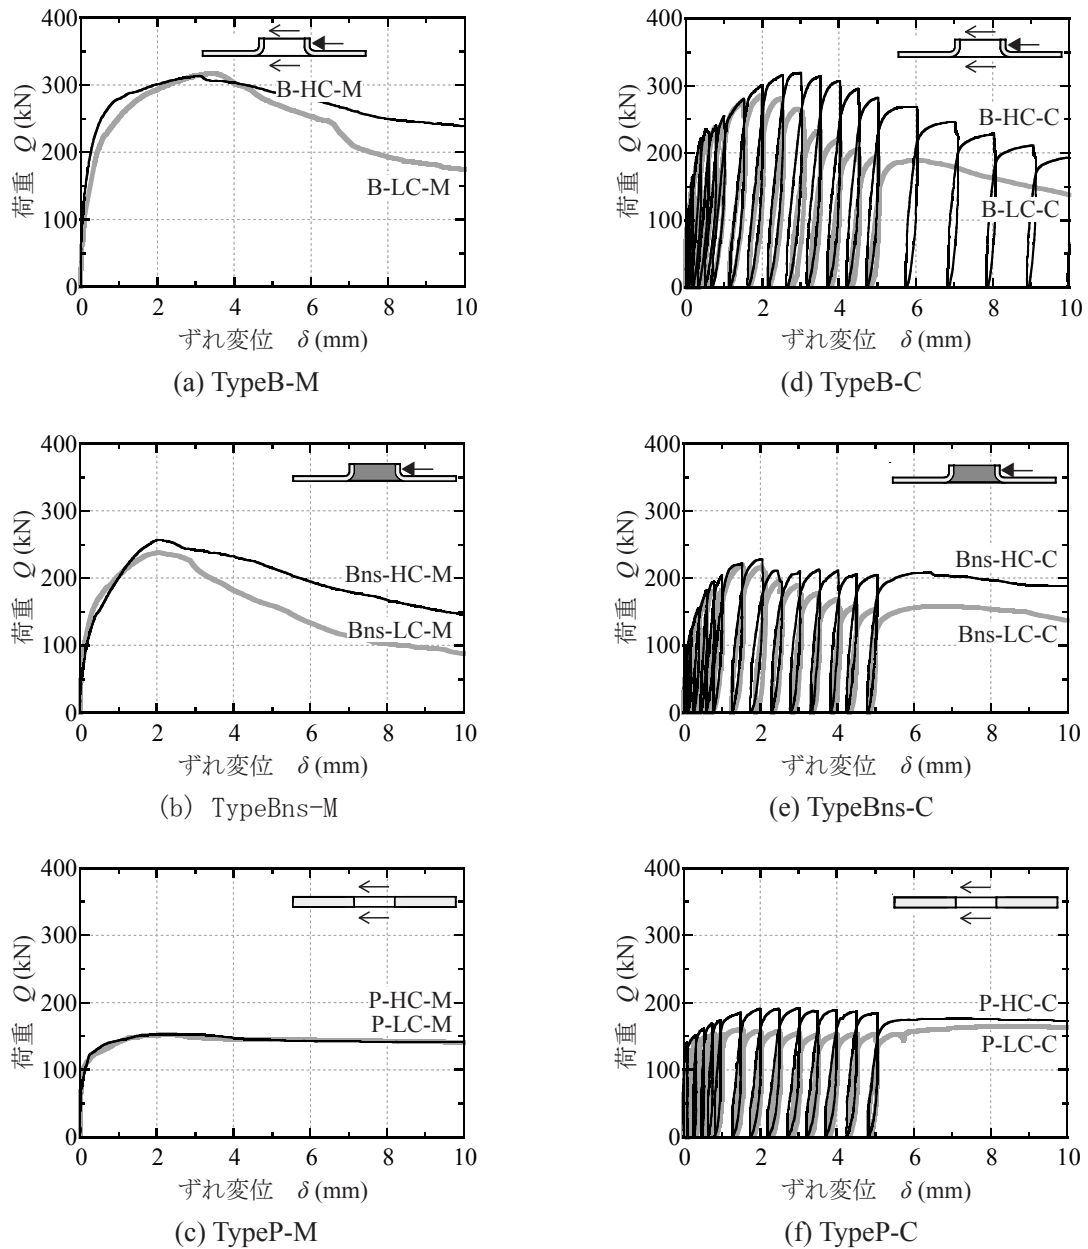 400
300
200
100
0
荷重 Q (kN)
B-HC-M
B-LC-M
0 2 4 6 8 10
ずれ変位 δ (mm)
(a) TypeB-M
400
300
200
100
0
荷重 Q (kN)
B-HC-C
B-LC-C
0 2 4 6 8 10
ずれ変位 δ (mm)
(d) TypeB-C
400
300
200
100
0
荷重 Q (kN)
Bns-HC-M
Bns-LC-M
0 2 4 6 8 10
ずれ変位 δ (mm)
(b) TypeBns-M
400
300
200
100
0
荷重 Q (kN)
Bns-HC-C
Bns-LC-C
0 2 4 6 8 10
ずれ変位 δ (mm)
(e) TypeBns-C
400
300
200
100
0
荷重 Q (kN)
P-HC-M
P-LC-M
0 2 4 6 8 10
ずれ変位 δ (mm)
(c) TypeP-M
400
300
200
100
0
荷重 Q (kN)
P-HC-C
P-LC-C
0 2 4 6 8 10
ずれ変位 δ (mm)
(f) TypeP-C